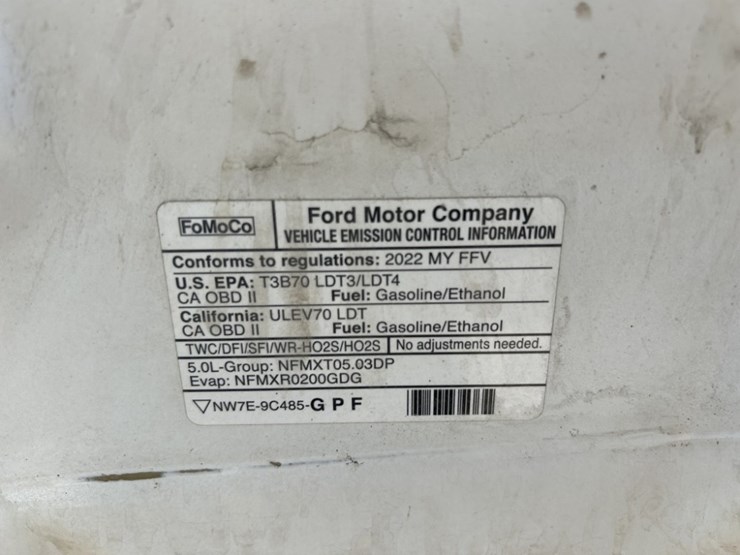 FoMoCo
Ford Motor Company
VEHICLE EMISSION CONTROL INFORMATION
Conforms to regulations: 2022 MY FFV
U.S. EPA: T3B70 LDT3/LDT4
CA OBD II Fuel: Gasoline/Ethanol
California: ULEV70 LDT
CA OBD II Fuel: Gasoline/Ethanol
TWC/DFI/SFI/WR-HO2S/HO2S No adjustments needed.
5.0L-Group: NFMXT05.03DP
Evap: NFMXR0200GDG
NW7E-9C485-G P F